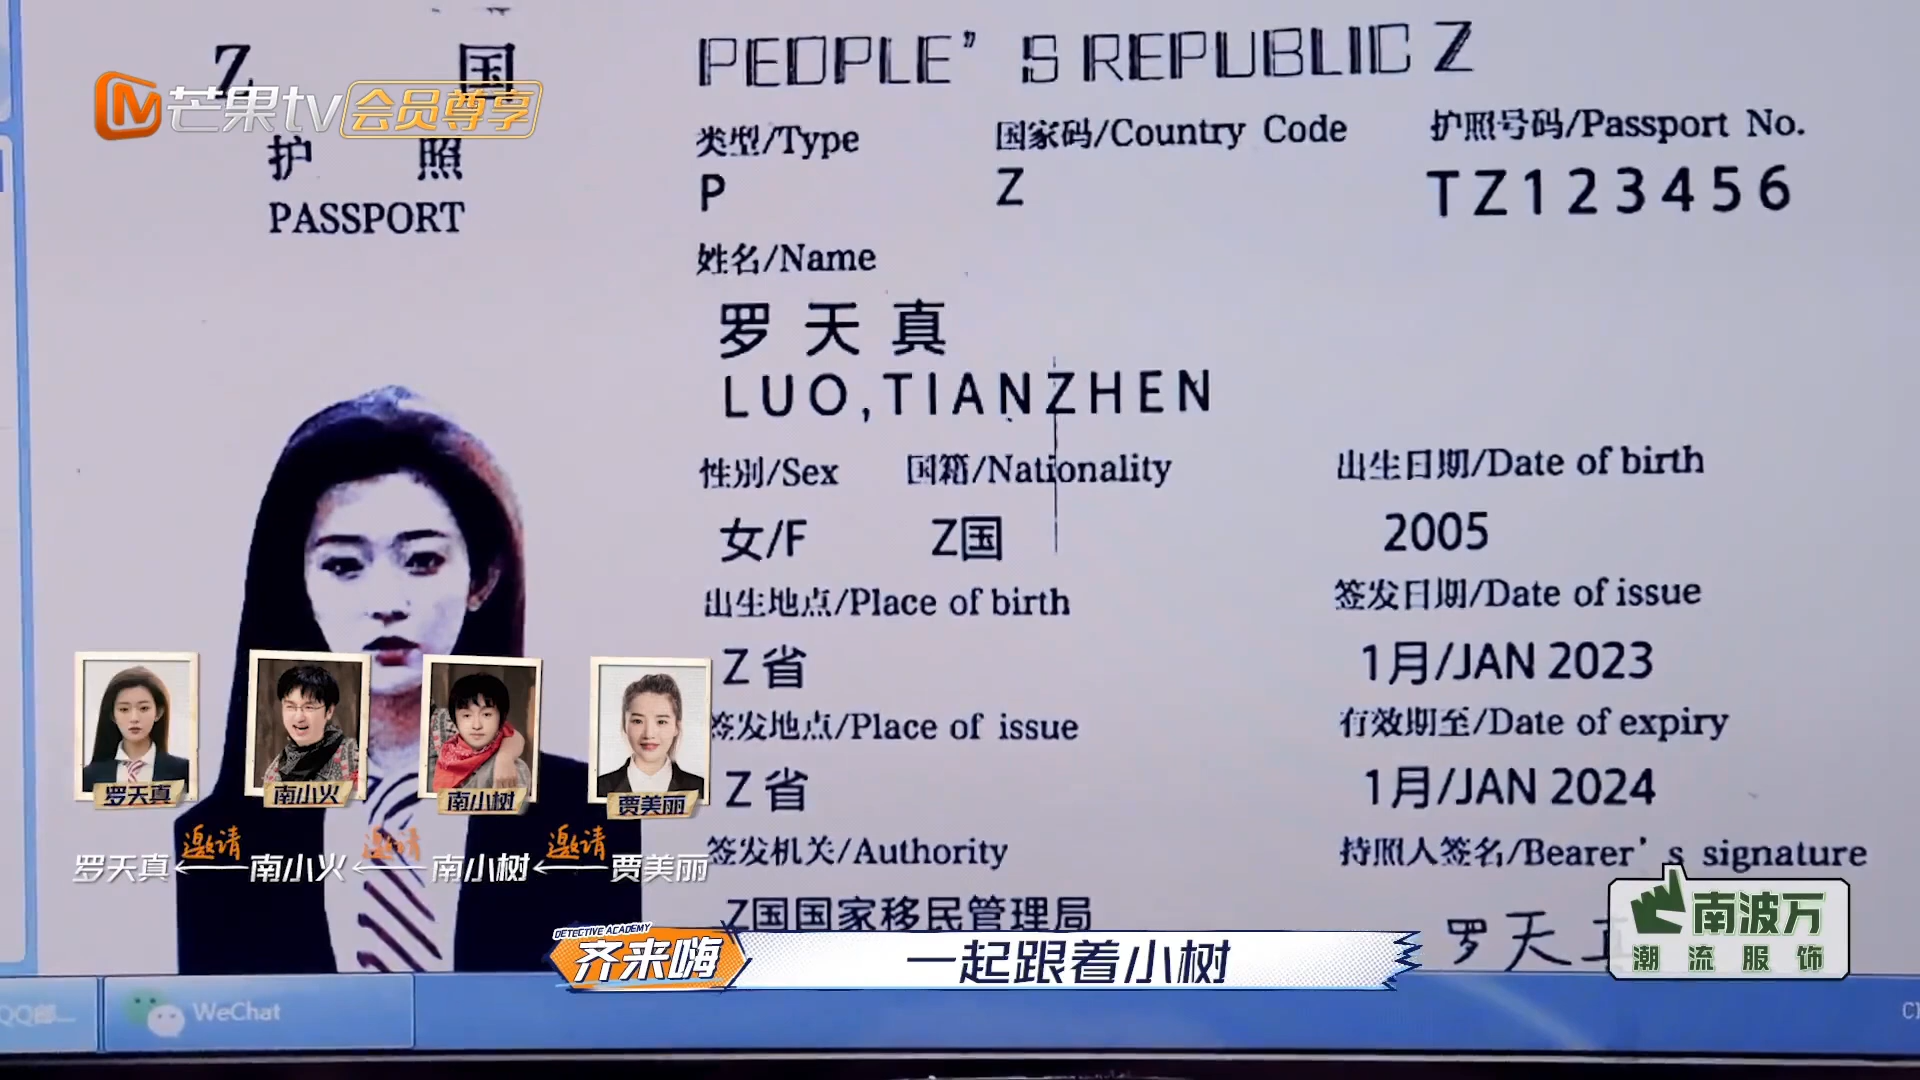 Z 国
PEOPLE” S REPUBLIC Z
芒果tv 会员尊享
护 照
PASSPORT
类型/Type
国家码/Country Code
护照号码/Passport No.
P
Z
TZ123456
姓名/Name
罗天真
LUO,TIANZHEN
性别/Sex
国籍/Nationality
出生日期/Date of birth
女/F
Z国
2005
出生地点/Place of birth
签发日期/Date of issue
Z省
1月/JAN 2023
签发地点/Place of issue
有效期至/Date of expiry
Z省
1月/JAN 2024
签发机关/Authority
持照人签名/Bearer’s signature
Z国国家移民管理局
罗天
罗天真
南小火
南小树
贾美丽
邀请
邀请
邀请
罗天真←南小火←南小树←贾美丽
DETECTIVE ACADEMY
齐来嗨
一起跟着小树
南波万
潮流服饰
WeChat